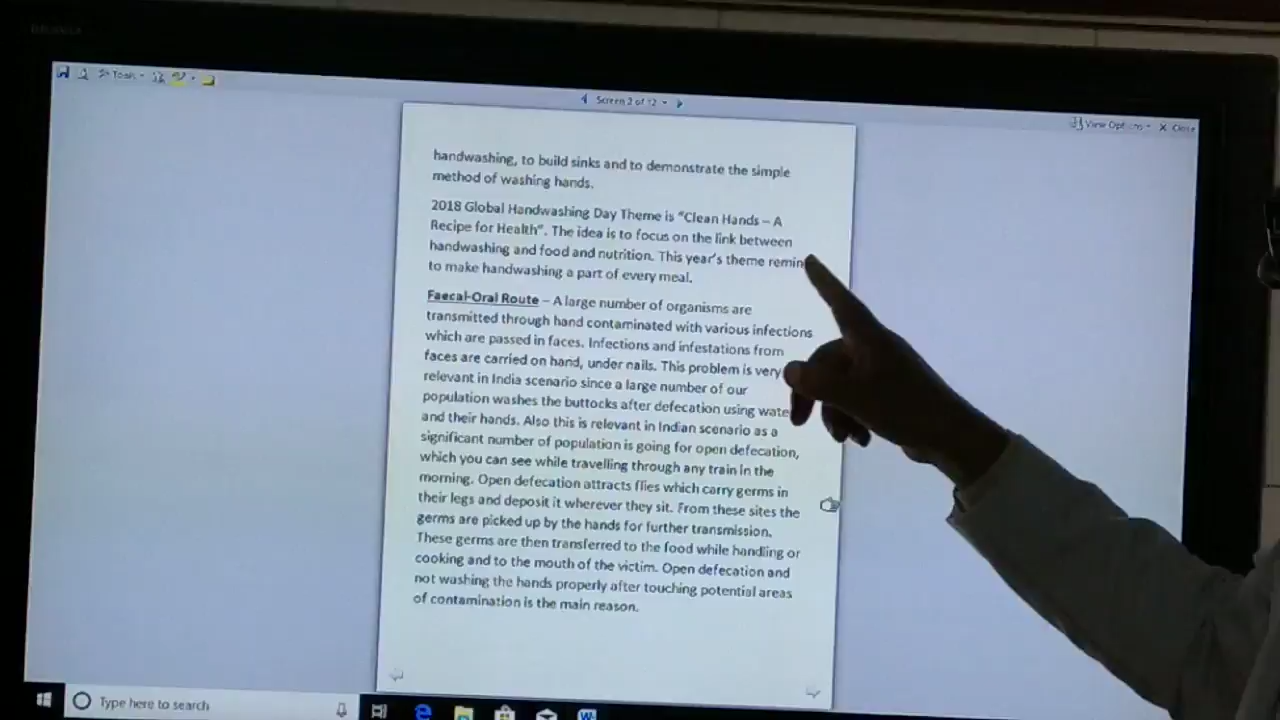 Tools
Screen 2 of 12
View Options
Close
handwashing, to build sinks and to demonstrate the simple
method of washing hands.
2018 Global Handwashing Day Theme is "Clean Hands – A
Recipe for Health". The idea is to focus on the link between
handwashing and food and nutrition. This year's theme remin
to make handwashing a part of every meal.
Faecal-Oral Route – A large number of organisms are
transmitted through hand contaminated with various infections
which are passed in faces. Infections and infestations from
faces are carried on hand, under nails. This problem is very
relevant in India scenario since a large number of our
population washes the buttocks after defecation using wate
and their hands. Also this is relevant in Indian scenario as a
significant number of population is going for open defecation,
which you can see while travelling through any train in the
morning. Open defecation attracts flies which carry germs in
their legs and deposit it wherever they sit. From these sites the
germs are picked up by the hands for further transmission.
These germs are then transferred to the food while handling or
cooking and to the mouth of the victim. Open defecation and
not washing the hands properly after touching potential areas
of contamination is the main reason.
Type here to search